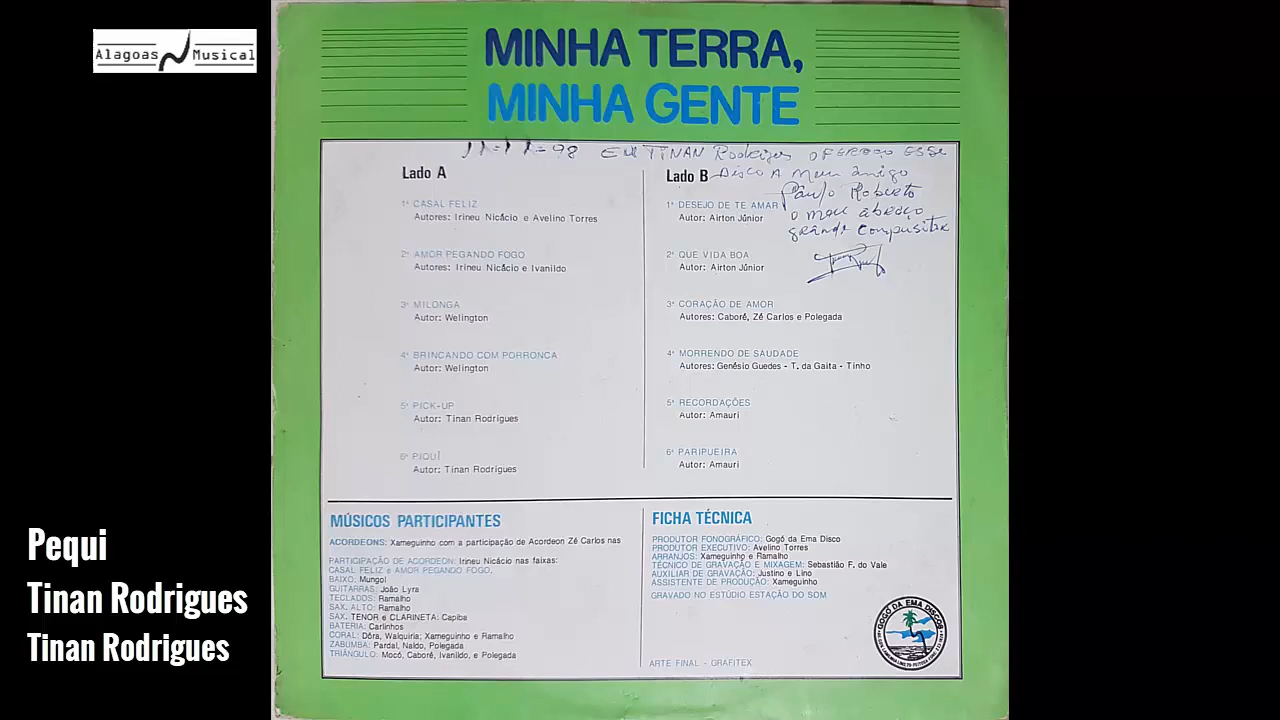 Alagoas Musical
MINHA TERRA,
MINHA GENTE
11-11-98 EU TINAN Rodrigues OFEREÇO ESSE
Disco A Meu amigo
Paulo Roberto
o meu abraço
grande compusitor
Lado A
1ª CASAL FELIZ
Autores: Irineu Nicácio e Avelino Torres
2ª AMOR PEGANDO FOGO
Autores: Irineu Nicácio e Ivanildo
3ª MILONGA
Autor: Welington
4ª BRINCANDO COM PORRONCA
Autor: Welington
5ª PICK-UP
Autor: Tinan Rodrigues
6ª PIQUÍ
Autor: Tinan Rodrigues
Lado B
1ª DESEJO DE TE AMAR
Autor: Airton Júnior
2ª QUE VIDA BOA
Autor: Airton Júnior
3ª CORAÇÃO DE AMOR
Autores: Caboré, Zé Carlos e Polegada
4ª MORRENDO DE SAUDADE
Autores: Genésio Guedes - T. da Gaita - Tinho
5ª RECORDAÇÕES
Autor: Amauri
6ª PARIPUEIRA
Autor: Amauri
MÚSICOS PARTICIPANTES
ACORDEONS: Xameguinho com a participação de Acordeon Zé Carlos nas
PARTICIPAÇÃO DE ACORDEON: Irineu Nicácio nas faixas:
CASAL FELIZ e AMOR PEGANDO FOGO.
BAIXO: Mungol
GUITARRAS: João Lyra
TECLADOS: Ramalho
SAX. ALTO: Ramalho
SAX. TENOR e CLARINETA: Capiba
BATERIA: Carlinhos
CORAL: Dôra, Walquiria; Xameguinho e Ramalho
ZABUMBA: Pardal, Naldo, Polegada
TRIÂNGULO: Mocó, Caboré, Ivanildo, e Polegada
FICHA TÉCNICA
PRODUTOR FONOGRÁFICO: Gogó da Ema Disco
PRODUTOR EXECUTIVO: Avelino Torres
ARRANJOS: Xameguinho e Ramalho
TÉCNICO DE GRAVAÇÃO E MIXAGEM: Sebastião F. do Vale
AUXILIAR DE GRAVAÇÃO: Justino e Lino
ASSISTENTE DE PRODUÇÃO: Xameguinho
GRAVADO NO ESTÚDIO ESTAÇÃO DO SOM
ARTE FINAL - GRAFITEX
GOGÓ DA EMA DISCOS
Pequi
Tinan Rodrigues
Tinan Rodrigues